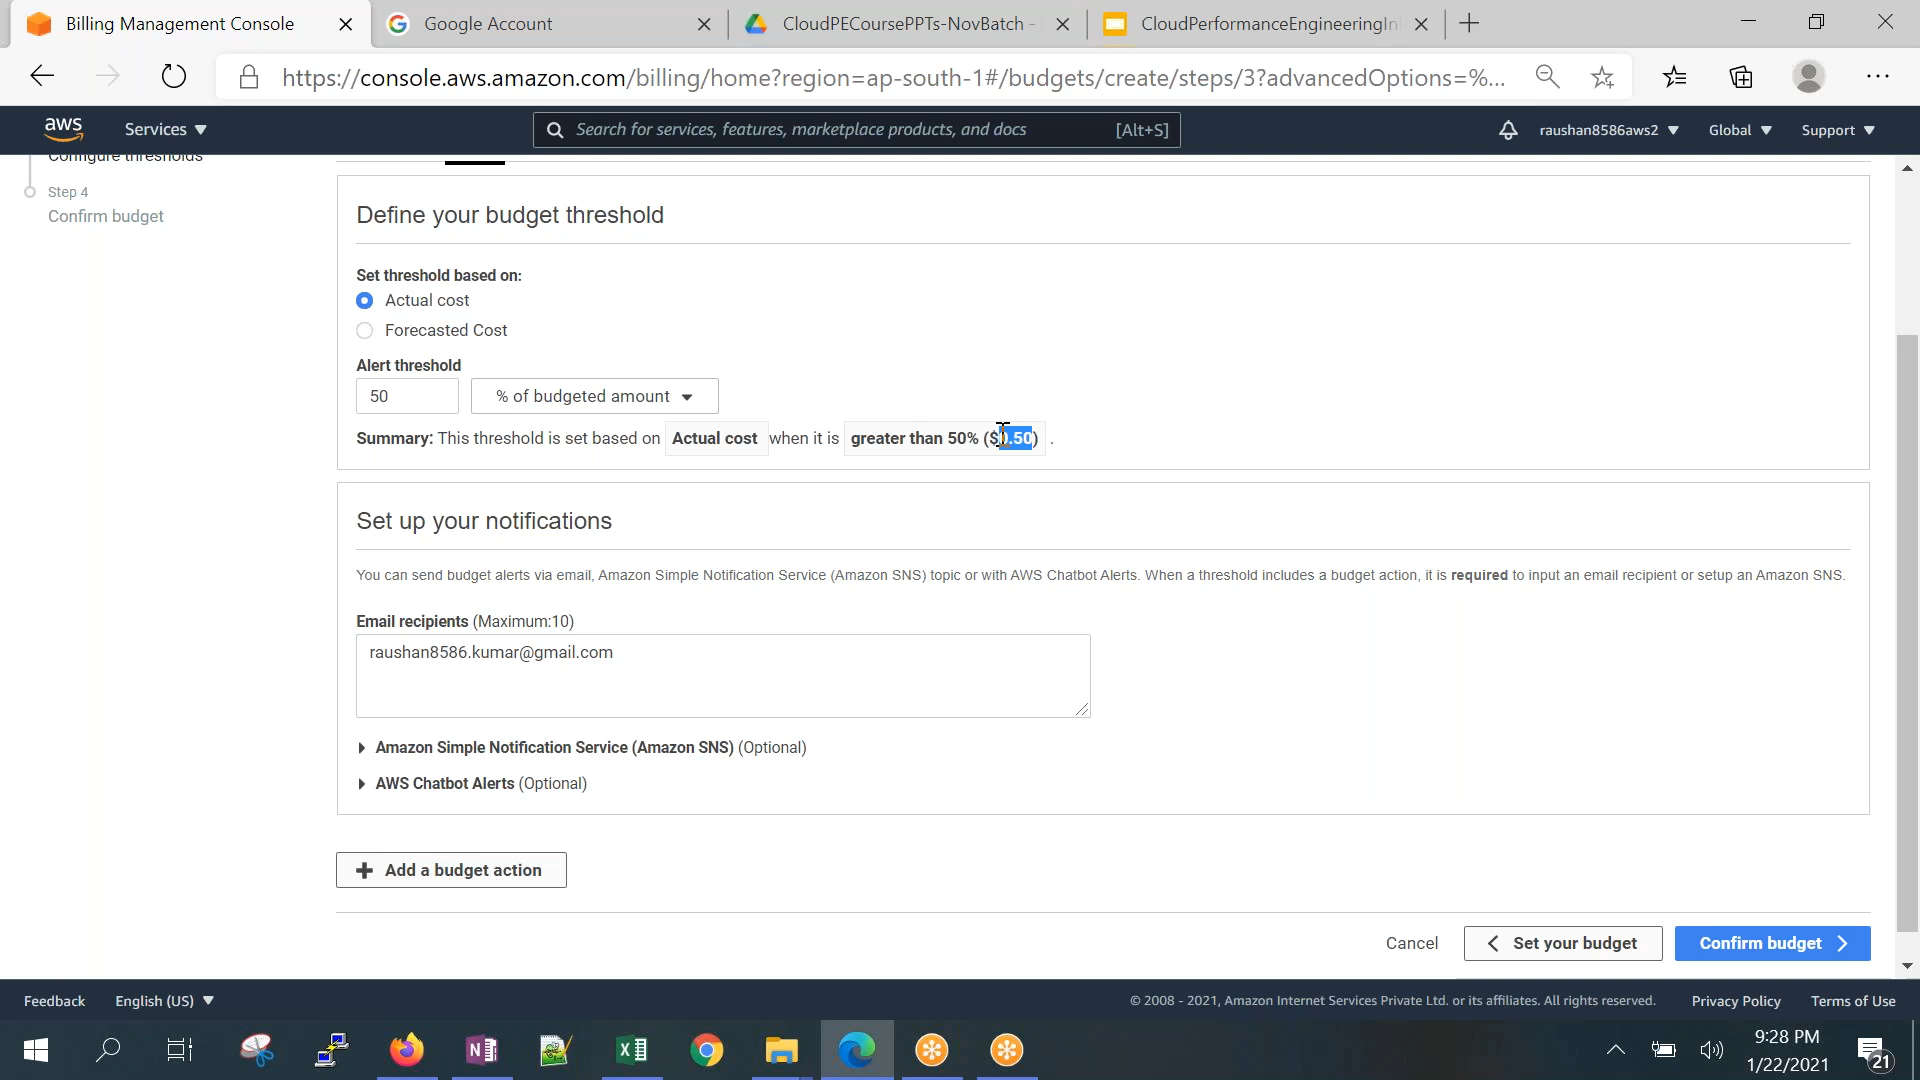 Billing Management Console
Google Account
CloudPECoursePPTs-NovBatch -
CloudPerformanceEngineeringIn
https://console.aws.amazon.com/billing/home?region=ap-south-1#/budgets/create/steps/3?advancedOptions=%...
aws
Services
Search for services, features, marketplace products, and docs
[Alt+S]
raushan8586aws2
Global
Support
Configure thresholds
Step 4
Confirm budget
Define your budget threshold
Set threshold based on:
Actual cost
Forecasted Cost
Alert threshold
50
% of budgeted amount
Summary: This threshold is set based on Actual cost when it is greater than 50% ($0.50) .
Set up your notifications
You can send budget alerts via email, Amazon Simple Notification Service (Amazon SNS) topic or with AWS Chatbot Alerts. When a threshold includes a budget action, it is required to input an email recipient or setup an Amazon SNS.
Email recipients (Maximum:10)
raushan8586.kumar@gmail.com
Amazon Simple Notification Service (Amazon SNS) (Optional)
AWS Chatbot Alerts (Optional)
Add a budget action
Cancel
Set your budget
Confirm budget
Feedback
English (US)
© 2008 - 2021, Amazon Internet Services Private Ltd. or its affiliates. All rights reserved.
Privacy Policy
Terms of Use
9:28 PM
1/22/2021
21